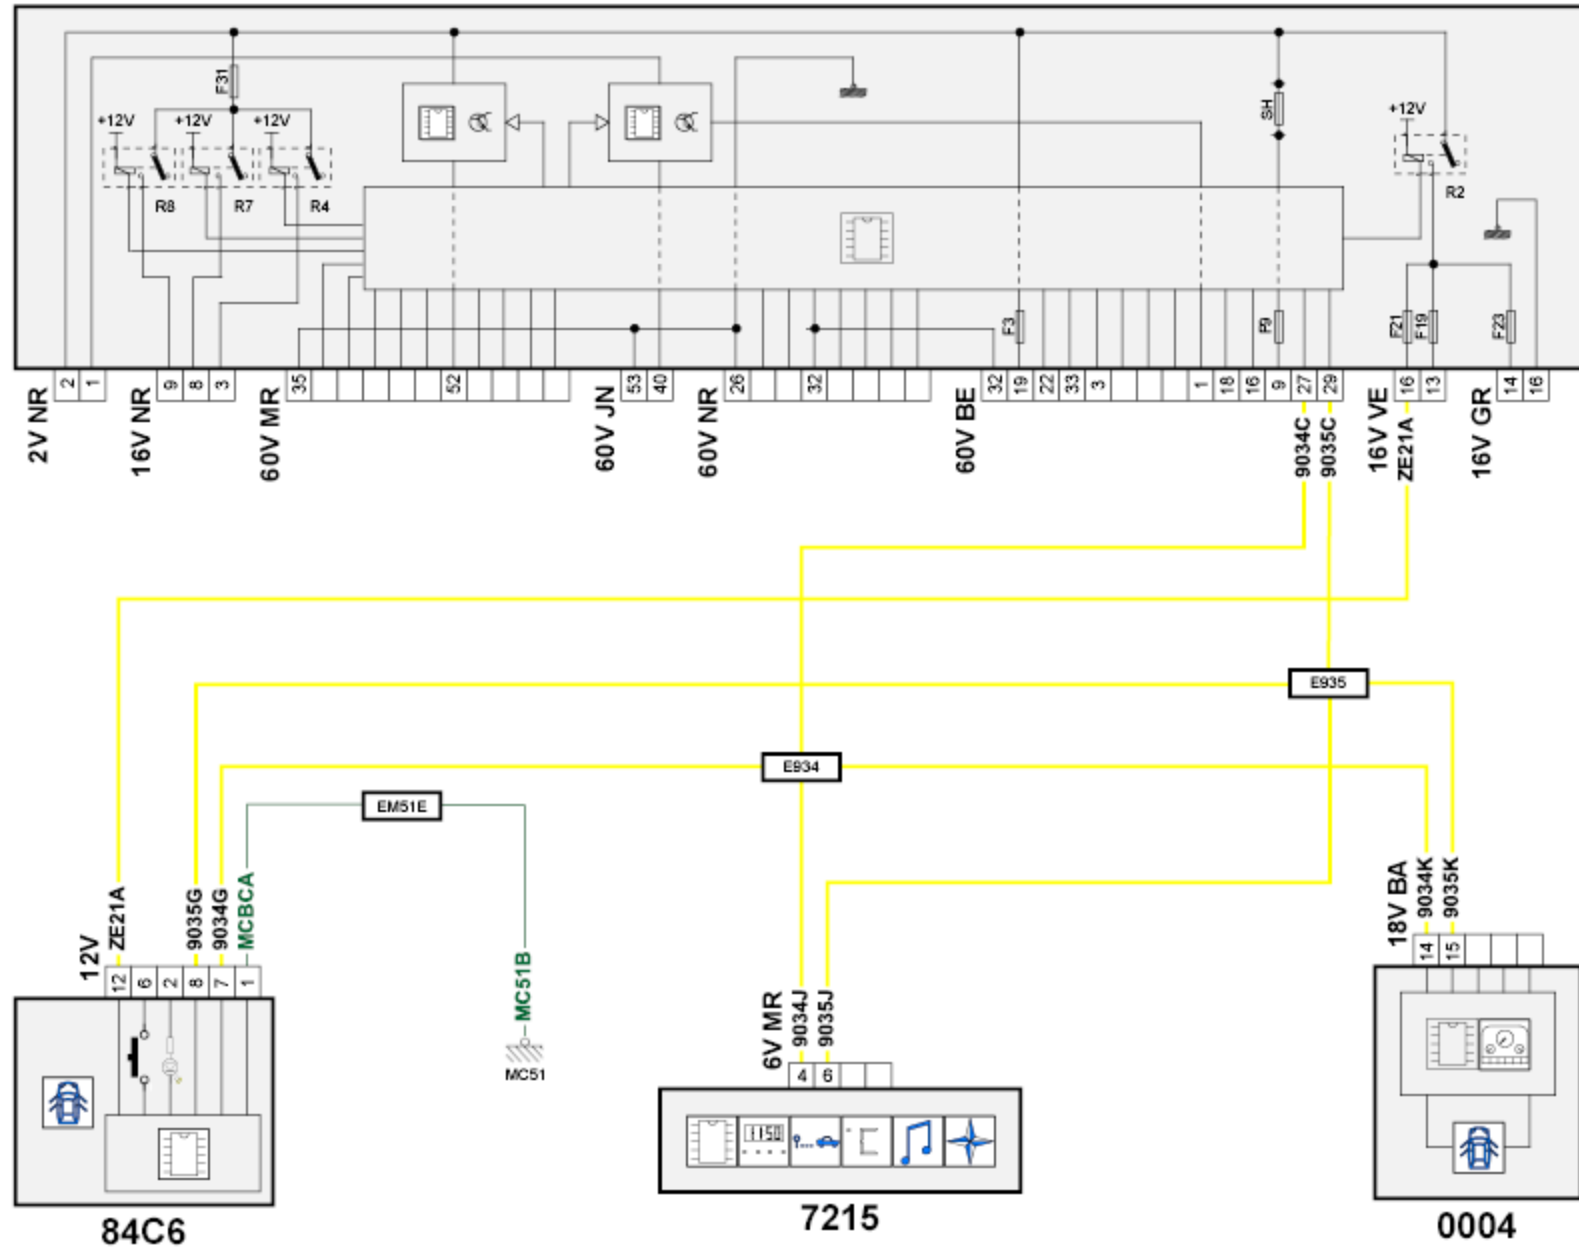 F31
SH
+12V +12V +12V +12V
R8 R7 R4 R2
F3 F9 F21 F19 F23
2 1 9 8 3 35 52 53 40 26 32 32 19 22 33 3 1 18 16 9 27 29 16 13 14 16
2V NR 16V NR 60V MR 60V JN 60V NR 60V BE 9034C 9035C 16V VE ZE21A 16V GR
E935
E934
EM51E
12V ZE21A 9035G 9034G MCBCA MC51B
18V BA 9034K 9035K
12 6 2 8 7 1
14 15
6V MR 9034J 9035J
MC51
4 6
1150
84C6
7215
0004